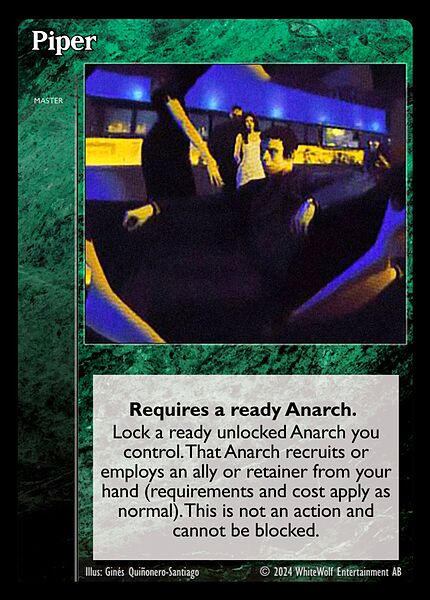 Piper
MASTER
Requires a ready Anarch.
Lock a ready unlocked Anarch you
control. That Anarch recruits or
employs an ally or retainer from your
hand (requirements and cost apply as
normal). This is not an action and
cannot be blocked.
Illus: Ginés Quiñonero-Santiago
© 2024 WhiteWolf Entertainment AB